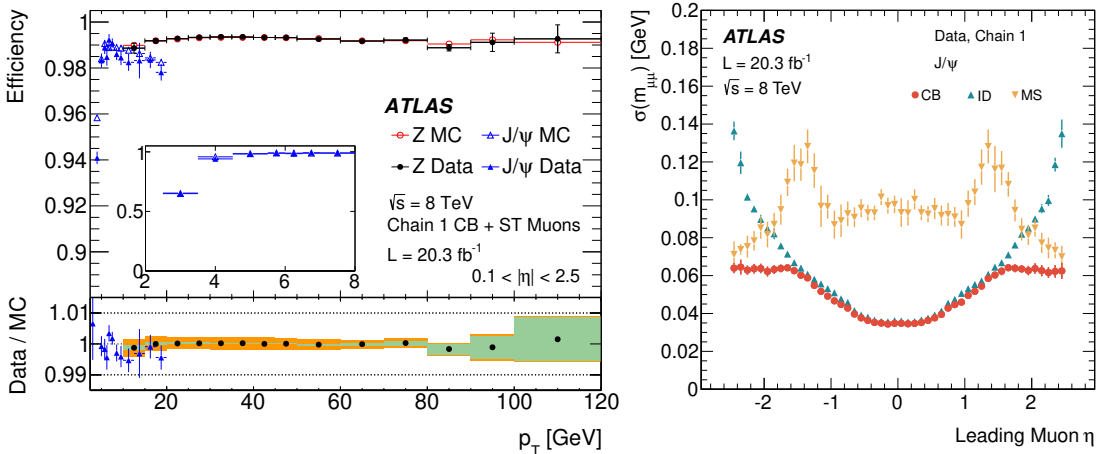 Efficiency
1
0.98
0.96
0.94
0.92
0.9
ATLAS
Z MC
J/ψ MC
Z Data
J/ψ Data
√s = 8 TeV
Chain 1 CB + ST Muons
L = 20.3 fb⁻¹
0.1 < |η| < 2.5
1
0.5
2 4 6 8
Data / MC
1.01
1
0.99
20 40 60 80 100 120
p_T [GeV]
σ(m_μμ) [GeV]
0.2
0.18
0.16
0.14
0.12
0.1
0.08
0.06
0.04
0.02
0
ATLAS
L = 20.3 fb⁻¹
√s = 8 TeV
Data, Chain 1
J/ψ
CB ID MS
-2 -1 0 1 2
Leading Muon η